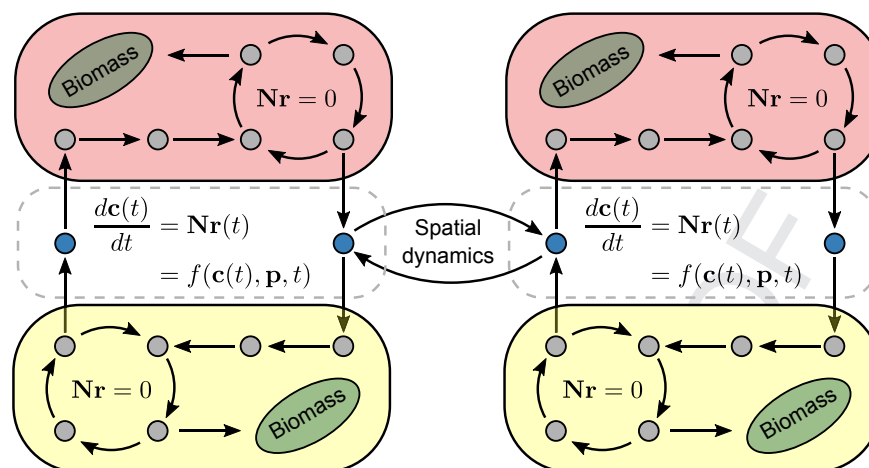 Biomass
Nr = 0
Biomass
Nr = 0
dc(t)/dt = Nr(t)
= f(c(t), p, t)
Spatial
dynamics
dc(t)/dt = Nr(t)
= f(c(t), p, t)
Nr = 0
Biomass
Nr = 0
Biomass